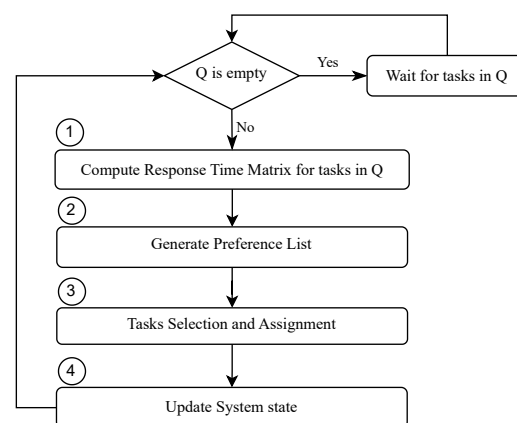 Q is empty
Yes
Wait for tasks in Q
No
1
Compute Response Time Matrix for tasks in Q
2
Generate Preference List
3
Tasks Selection and Assignment
4
Update System state